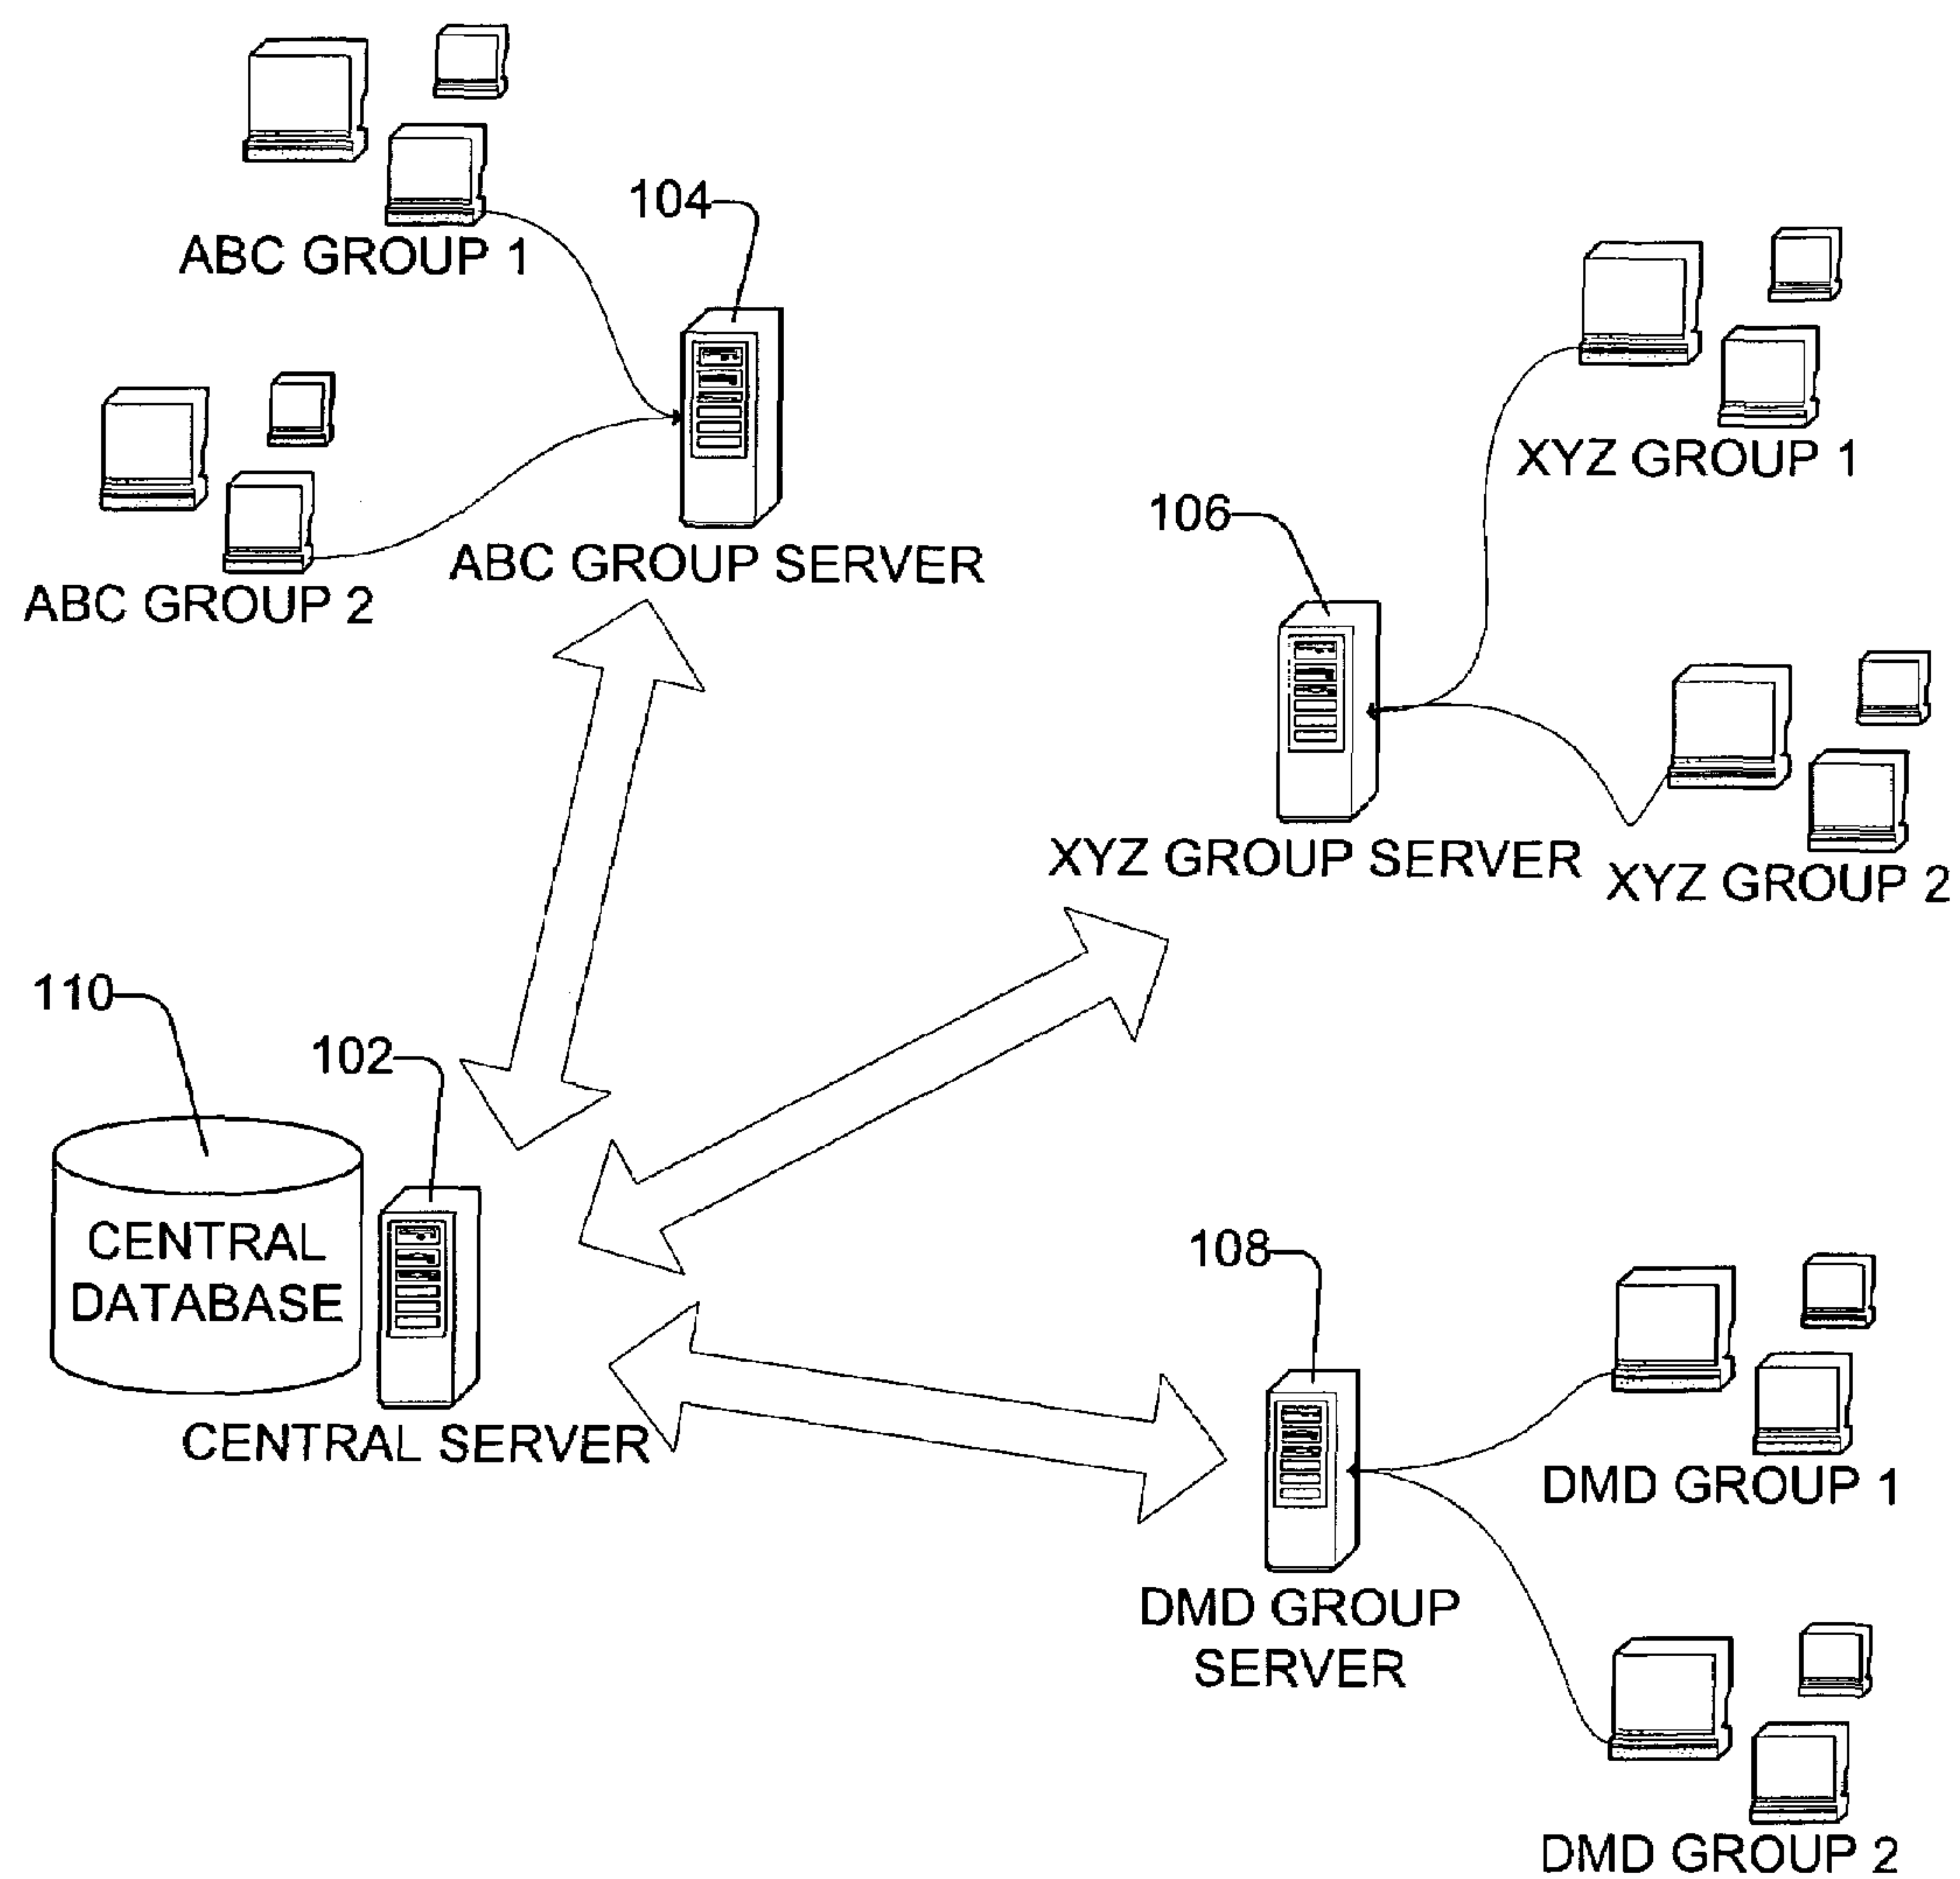 104
ABC GROUP 1
XYZ GROUP 1
106
ABC GROUP SERVER
ABC GROUP 2
XYZ GROUP SERVER
XYZ GROUP 2
110
102
CENTRAL
DATABASE
108
CENTRAL SERVER
DMD GROUP 1
DMD GROUP
SERVER
DMD GROUP 2